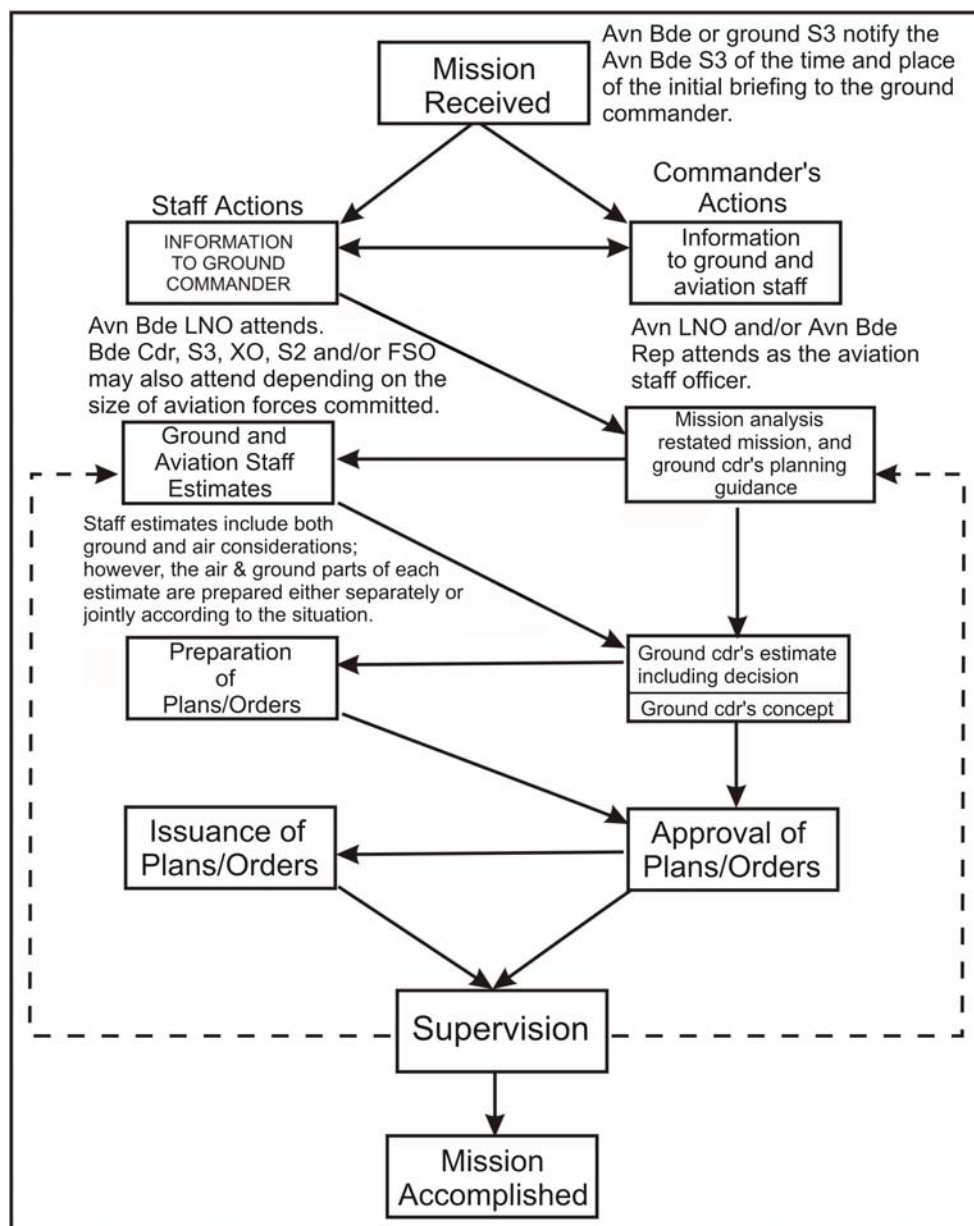 Mission
Received
Avn Bde or ground S3 notify the
Avn Bde S3 of the time and place
of the initial briefing to the ground
commander.
Staff Actions
Commander's
Actions
INFORMATION
TO GROUND
COMMANDER
Information
to ground and
aviation staff
Avn Bde LNO attends.
Bde Cdr, S3, XO, S2 and/or FSO
may also attend depending on the
size of aviation forces committed.
Avn LNO and/or Avn Bde
Rep attends as the aviation
staff officer.
Ground and
Aviation Staff
Estimates
Mission analysis
restated mission, and
ground cdr's planning
guidance
Staff estimates include both
ground and air considerations;
however, the air & ground parts of each
estimate are prepared either separately or
jointly according to the situation.
Preparation
of
Plans/Orders
Ground cdr's estimate
including decision
Ground cdr's concept
Issuance of
Plans/Orders
Approval of
Plans/Orders
Supervision
Mission
Accomplished